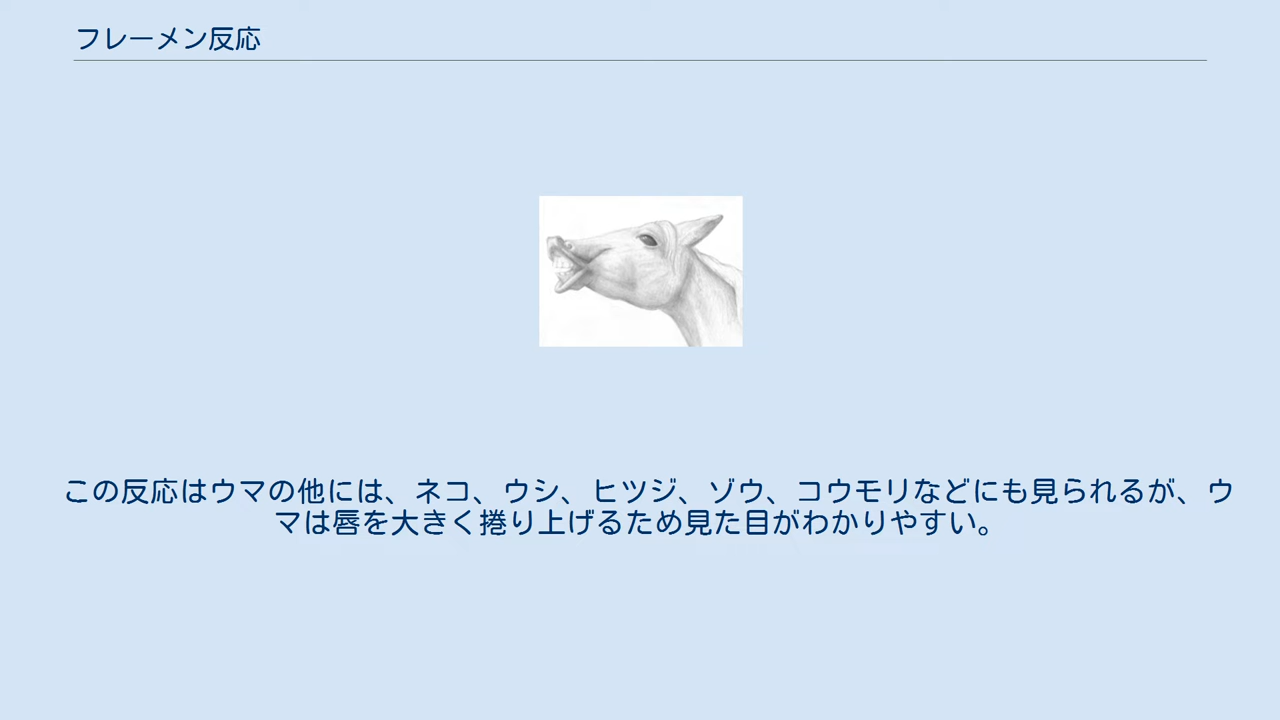 フレーメン反応
この反応はウマの他には、ネコ、ウシ、ヒツジ、ゾウ、コウモリなどにも見られるが、ウ
マは唇を大きく捲り上げるため見た目がわかりやすい。